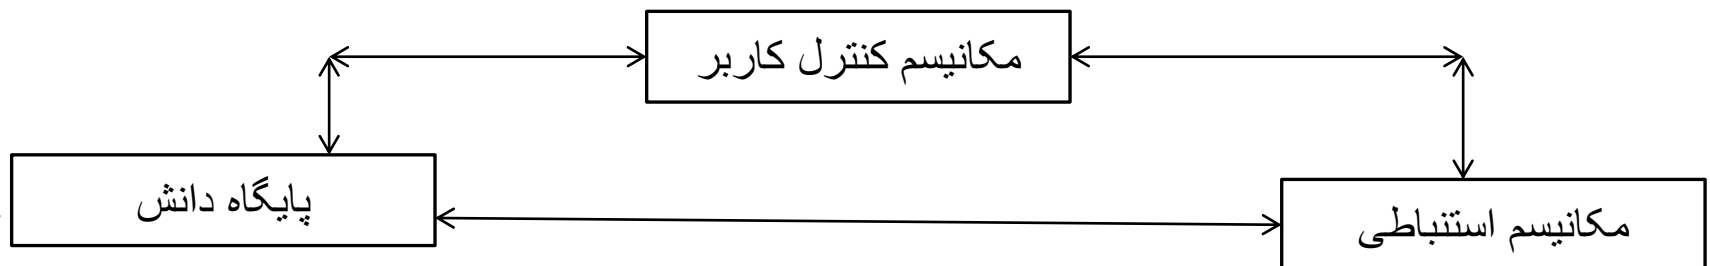 مکانیسم کنترل کاربر
پایگاه دانش
مکانیسم استنباطی